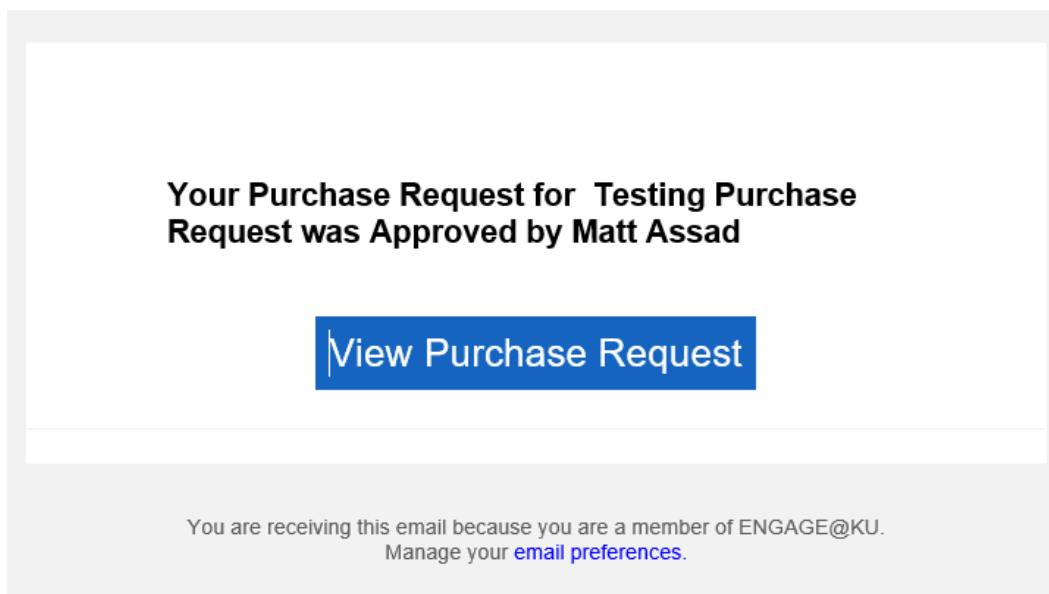 Your Purchase Request for  Testing Purchase
Request was Approved by Matt Assad
View Purchase Request
You are receiving this email because you are a member of ENGAGE@KU.
Manage your email preferences.